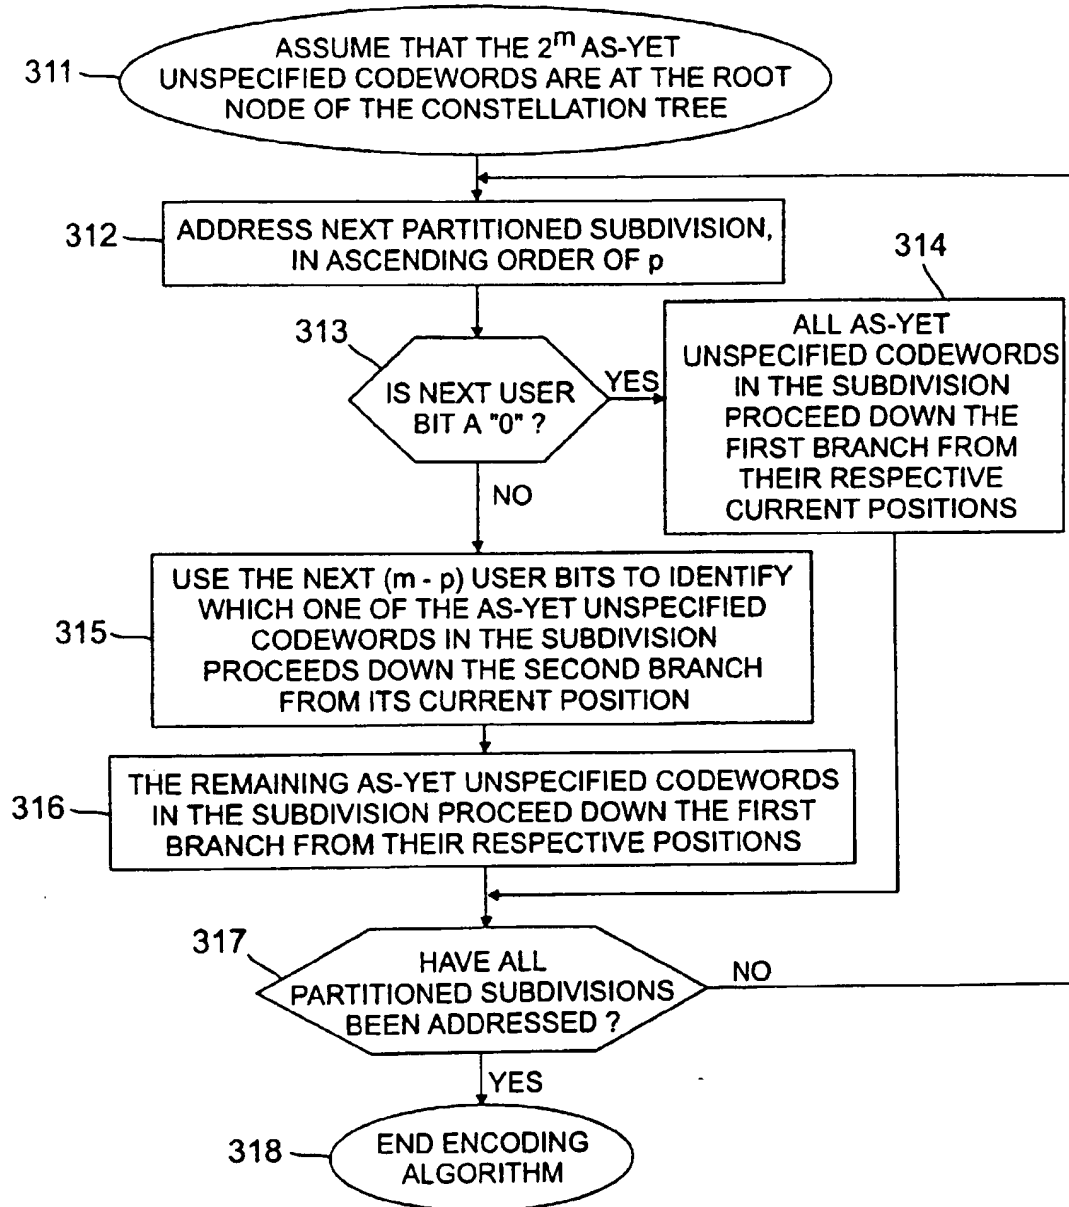 311
ASSUME THAT THE 2^m AS-YET
UNSPECIFIED CODEWORDS ARE AT THE ROOT
NODE OF THE CONSTELLATION TREE
312
ADDRESS NEXT PARTITIONED SUBDIVISION,
IN ASCENDING ORDER OF p
313
IS NEXT USER
BIT A "0" ?
YES
NO
314
ALL AS-YET
UNSPECIFIED CODEWORDS
IN THE SUBDIVISION
PROCEED DOWN THE
FIRST BRANCH FROM
THEIR RESPECTIVE
CURRENT POSITIONS
315
USE THE NEXT (m - p) USER BITS TO IDENTIFY
WHICH ONE OF THE AS-YET UNSPECIFIED
CODEWORDS IN THE SUBDIVISION
PROCEEDS DOWN THE SECOND BRANCH
FROM ITS CURRENT POSITION
316
THE REMAINING AS-YET UNSPECIFIED CODEWORDS
IN THE SUBDIVISION PROCEED DOWN THE FIRST
BRANCH FROM THEIR RESPECTIVE POSITIONS
317
HAVE ALL
PARTITIONED SUBDIVISIONS
BEEN ADDRESSED ?
NO
YES
318
END ENCODING
ALGORITHM